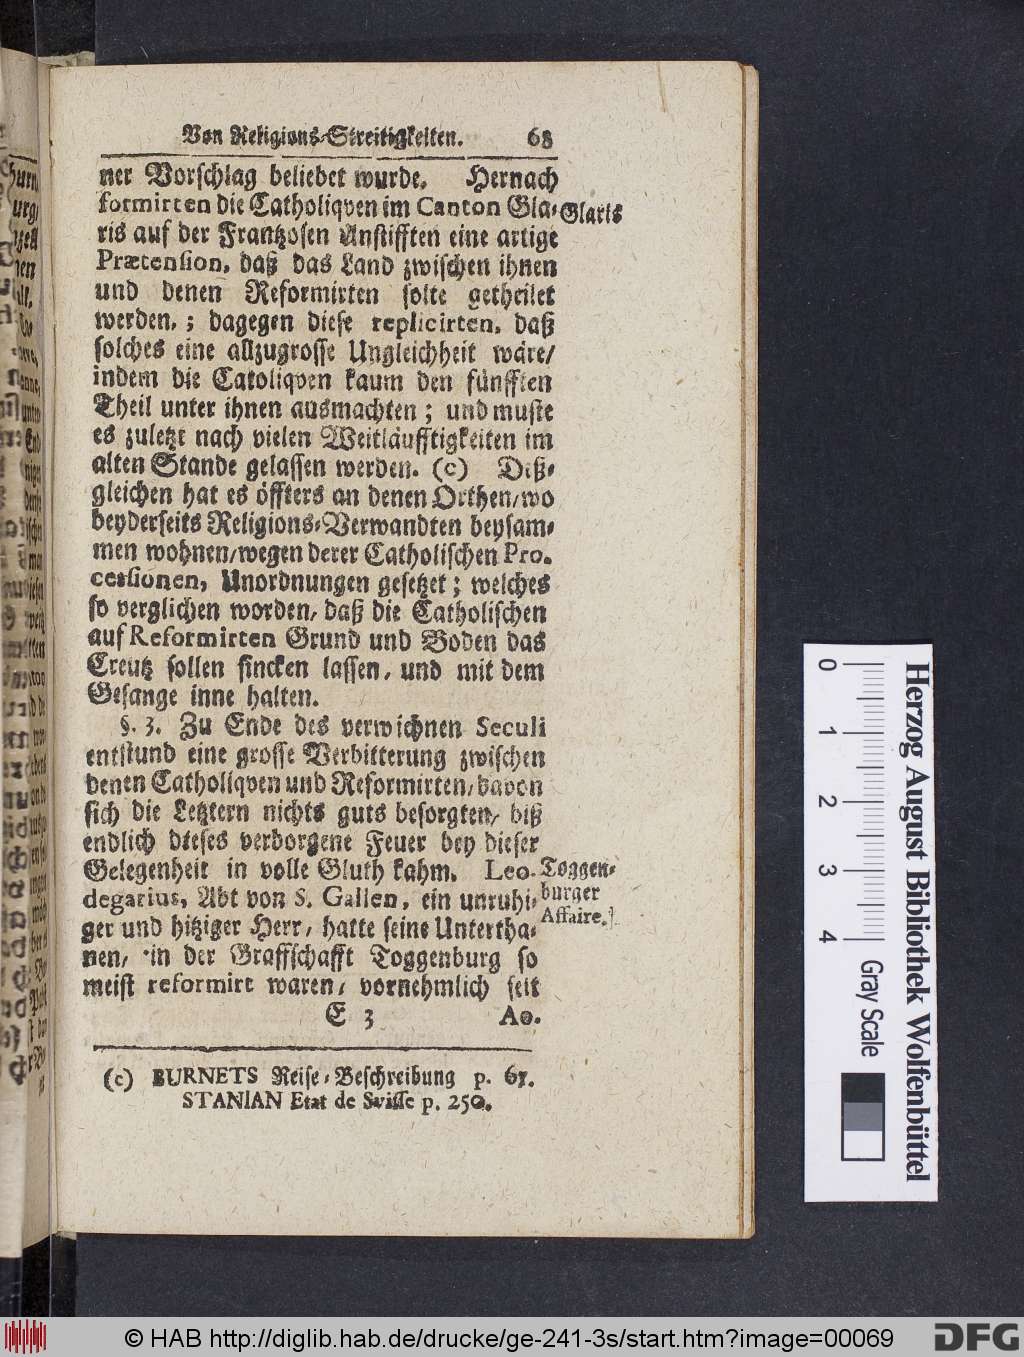 Von Religions-Streitigkeiten. 68
ner Vorschlag beliebet wurde. Hernach
formirten die Catholiqven im Canton Gla-
Glaris
ris auf der Frantzosen Anstifften eine artige
Prætension, daß das Land zwischen ihnen
und denen Reformirten solte getheilet
werden. ; dagegen diese replicirten, daß
solches eine allzugrosse Ungleichheit wäre/
indem die Catoliqven kaum den fünfften
Theil unter ihnen ausmachten ; und muste
es zuletzt nach vielen Weitläufftigkeiten im
alten Stande gelassen werden. (c) Deß-
gleichen hat es öffters an denen Orthen/wo
beyderseits Religions-Verwandten beysam-
men wohnen/wegen derer Catholischen Pro-
cessionen, Unordnungen gesetzet ; welches
so verglichen worden/ daß die Catholischen
auf Reformirten Grund und Boden das
Creutz sollen sincken lassen, und mit dem
Gesange inne halten.
§. 3. Zu Ende des verwichnen Seculi
entstund eine grosse Verbitterung zwischen
denen Catholiqven und Reformirten/davon
sich die Letztern nichts guts besorgten/ biß
endlich dieses verborgene Feuer bey dieser
Gelegenheit in volle Gluth kahm. Leo-
degarius, Abt von S. Gallen, ein unruhi-
ger und hitziger Herr/ hatte seine Untertha-
nen/ in der Graffschafft Toggenburg so
meist reformirt waren/ vornehmlich seit
Toggen-
burger
Affaire.
E 3 Ao.
(c) BURNETS Reise-Beschreibung p. 61.
STANIAN Etat de Svisse p. 250.
0 1 2 3 4
Gray Scale
Herzog August Bibliothek Wolfenbüttel
© HAB http://diglib.hab.de/drucke/ge-241-3s/start.htm?image=00069
DFG